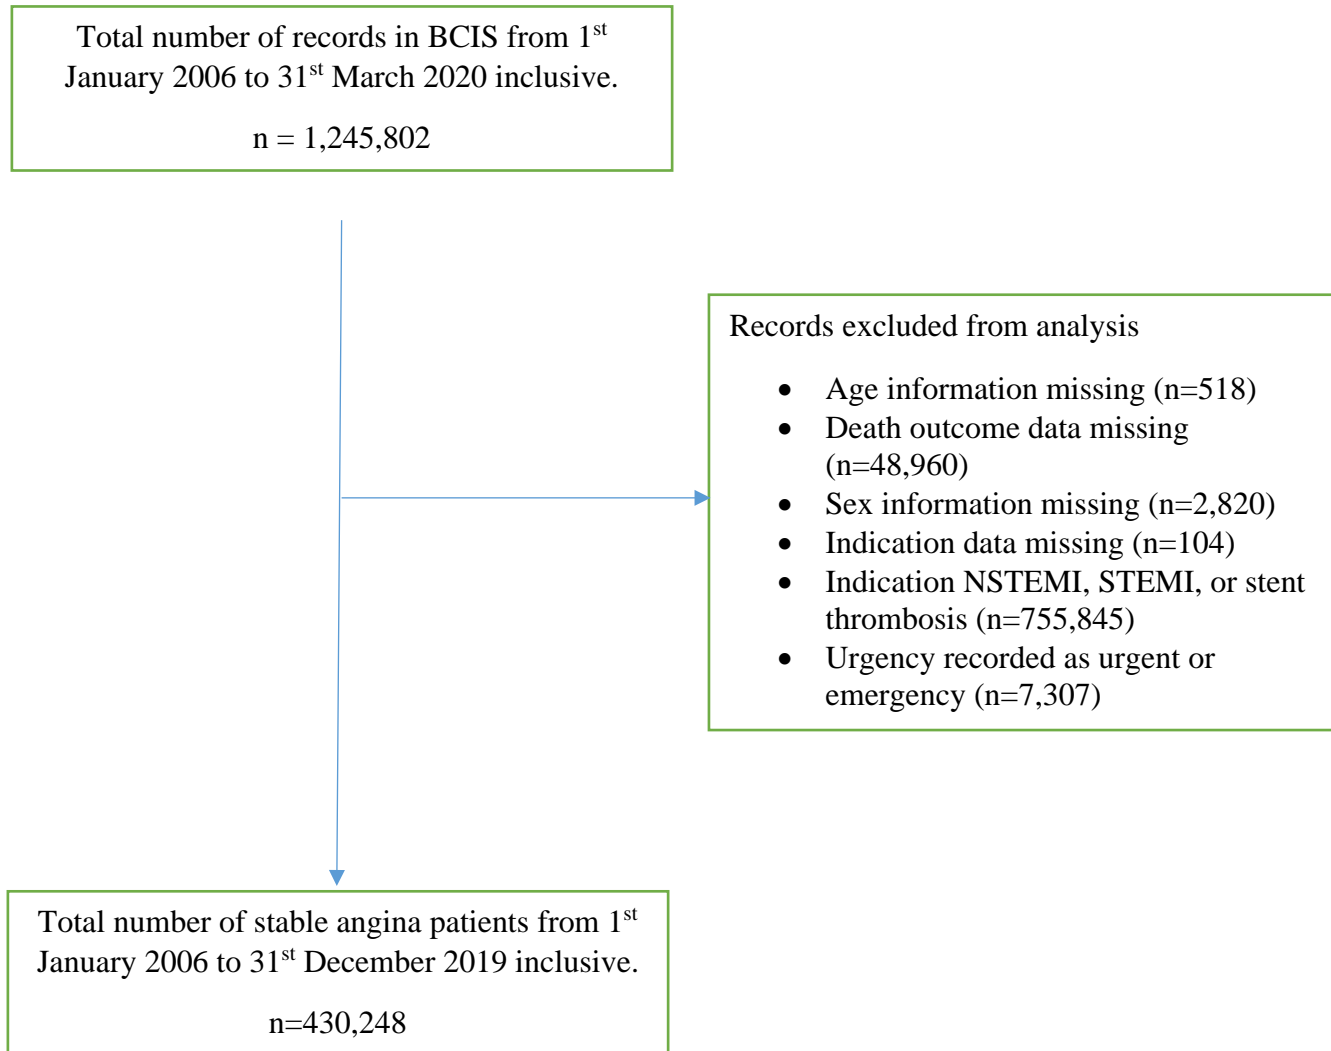 Total number of records in BCIS from 1st
January 2006 to 31st March 2020 inclusive.
n = 1,245,802
Records excluded from analysis
• Age information missing (n=518)
• Death outcome data missing
(n=48,960)
• Sex information missing (n=2,820)
• Indication data missing (n=104)
• Indication NSTEMI, STEMI, or stent
thrombosis (n=755,845)
• Urgency recorded as urgent or
emergency (n=7,307)
Total number of stable angina patients from 1st
January 2006 to 31st December 2019 inclusive.
n=430,248